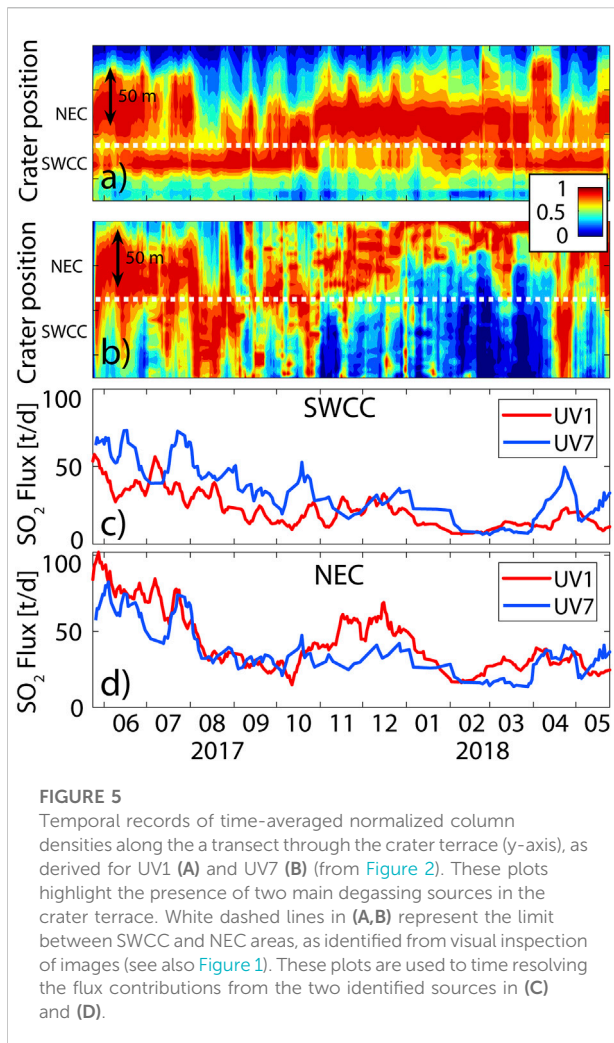 Crater position
NEC
SWCC
50 m
a)
1
0.5
0
Crater position
NEC
SWCC
50 m
b)
SO2 Flux [t/d]
100
50
0
SWCC
UV1
UV7
c)
SO2 Flux [t/d]
100
50
0
NEC
UV1
UV7
d)
06 07 08 09 10 11 12 01 02 03 04 05
2017 2018
FIGURE 5
Temporal records of time-averaged normalized column
densities along the a transect through the crater terrace (y-axis), as
derived for UV1 (A) and UV7 (B) (from Figure 2). These plots
highlight the presence of two main degassing sources in the
crater terrace. White dashed lines in (A,B) represent the limit
between SWCC and NEC areas, as identified from visual inspection
of images (see also Figure 1). These plots are used to time resolving
the flux contributions from the two identified sources in (C)
and (D).